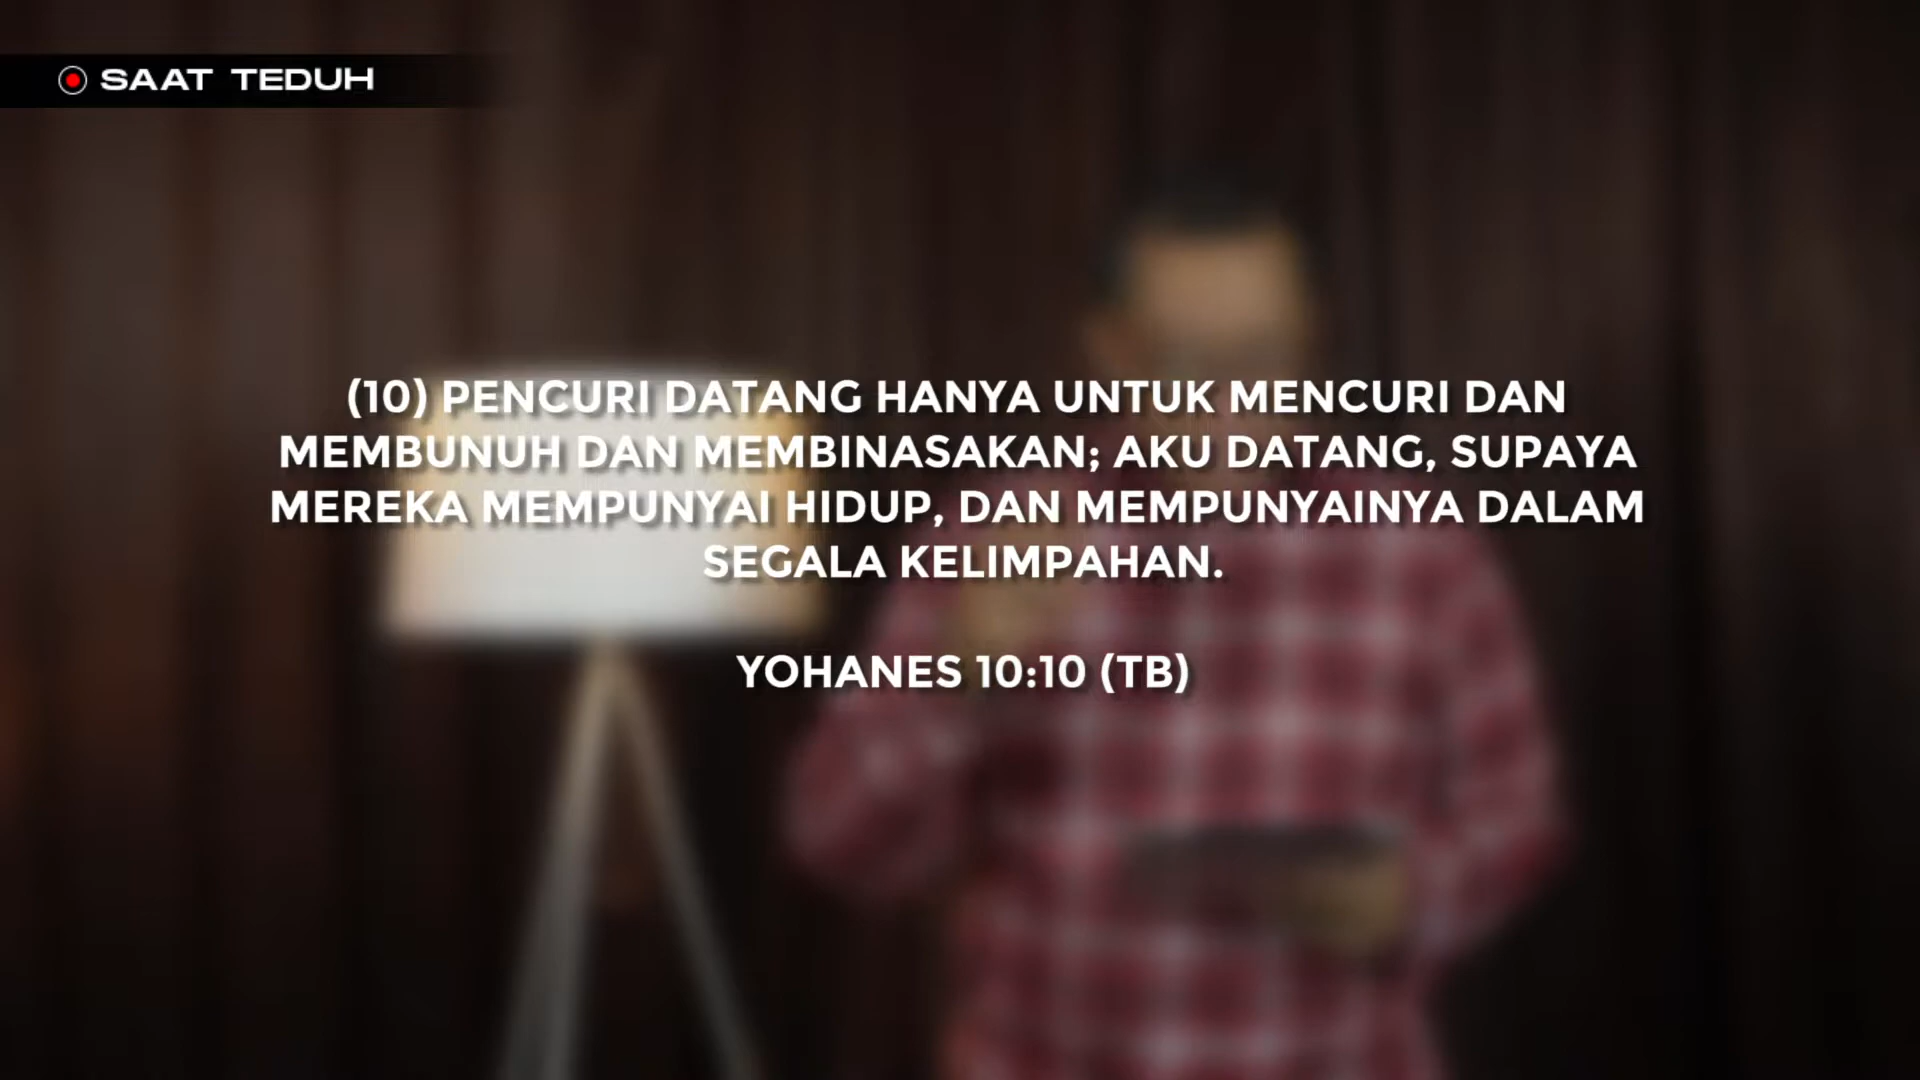 SAAT TEDUH
(10) PENCURI DATANG HANYA UNTUK MENCURI DAN
MEMBUNUH DAN MEMBINASAKAN; AKU DATANG, SUPAYA
MEREKA MEMPUNYAI HIDUP, DAN MEMPUNYAINYA DALAM
SEGALA KELIMPAHAN.
YOHANES 10:10 (TB)